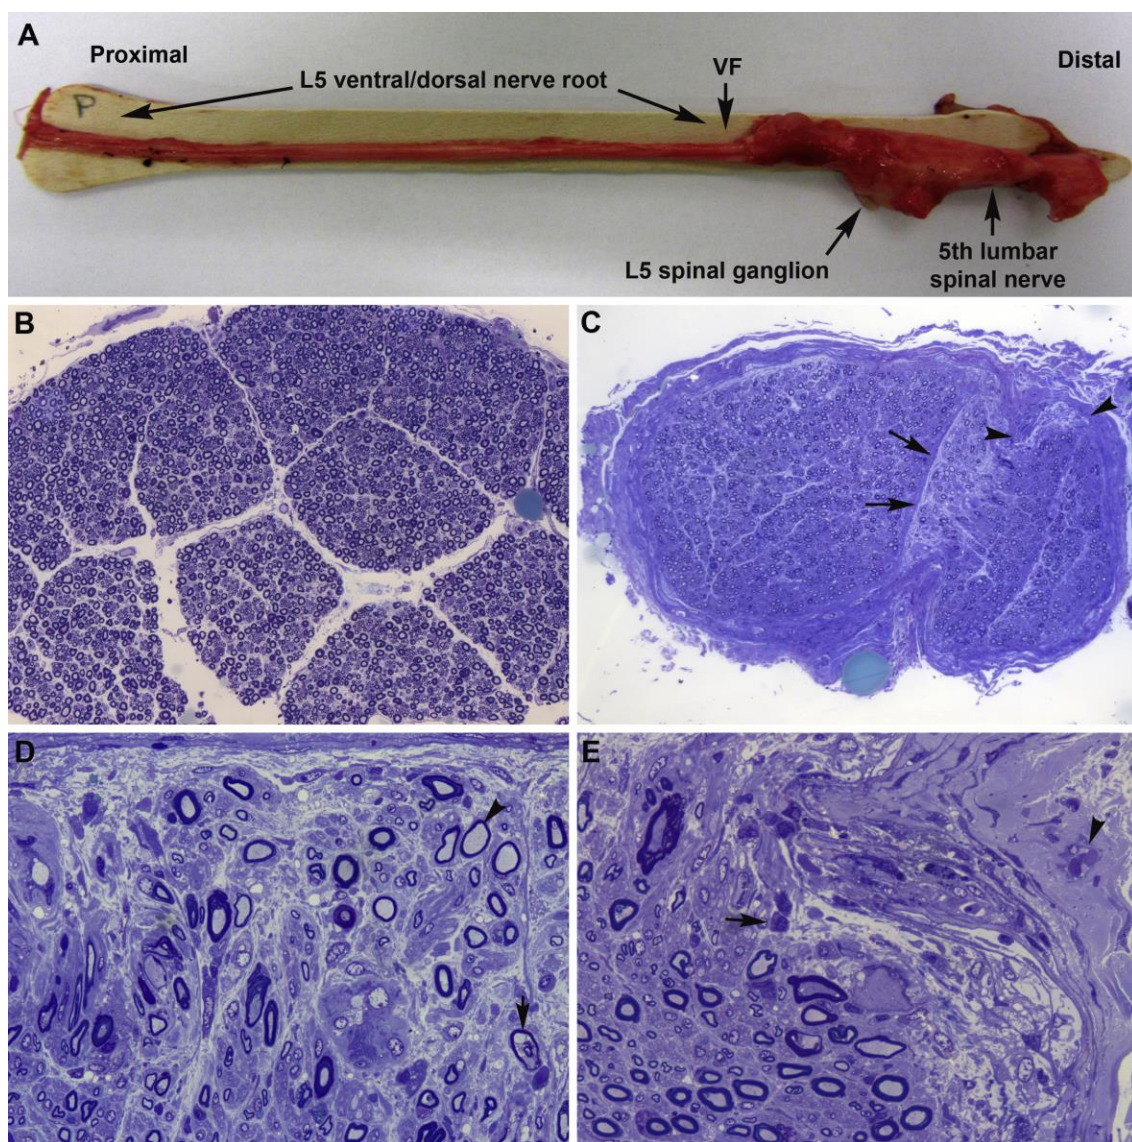 A
Proximal
L5 ventral/dorsal nerve root
VF
Distal
P
L5 spinal ganglion
5th lumbar
spinal nerve
B
C
D
E